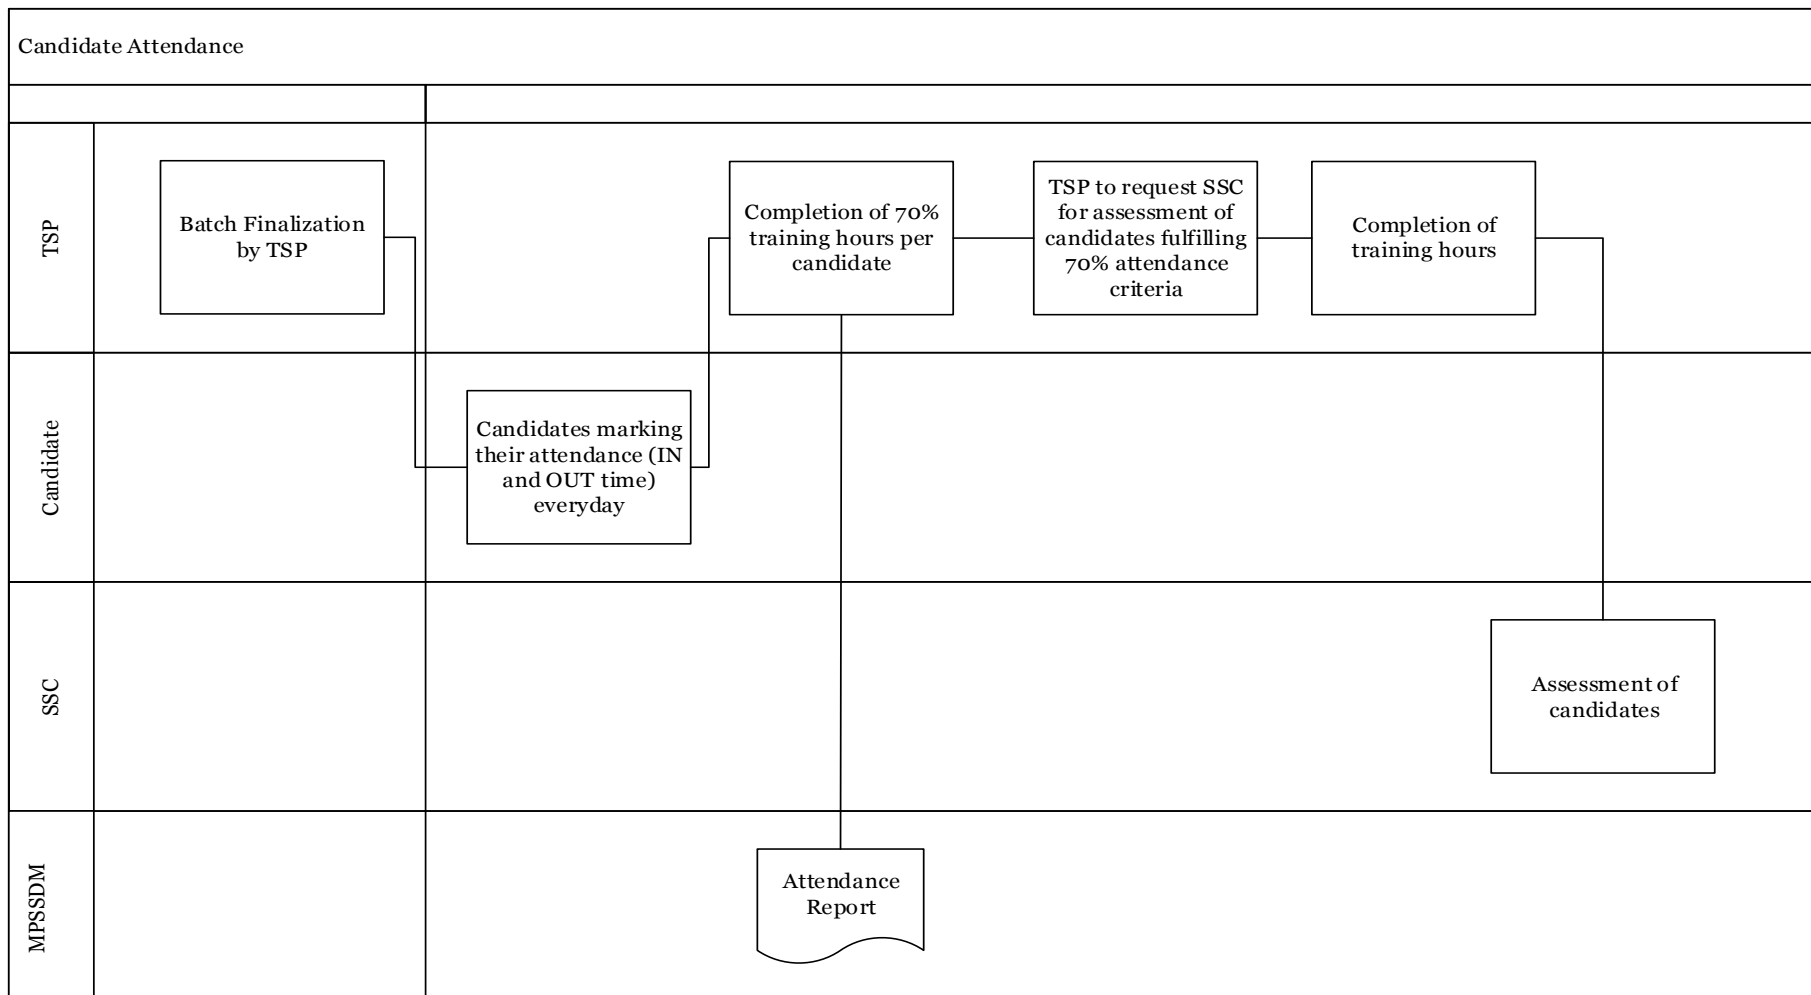 Candidate Attendance
TSP
Batch Finalization
by TSP
Completion of 70%
training hours per
candidate
TSP to request SSC
for assessment of
candidates fulfilling
70% attendance
criteria
Completion of
training hours
Candidate
Candidates marking
their attendance (IN
and OUT time)
everyday
SSC
Assessment of
candidates
MPSSDM
Attendance
Report